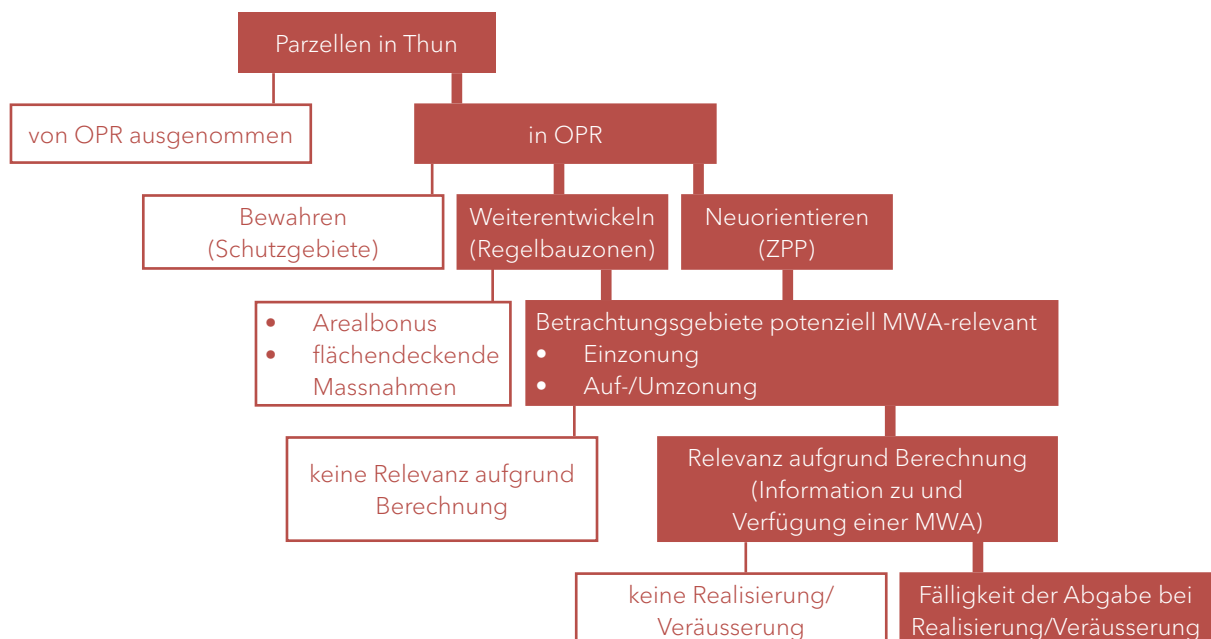 Parzellen in Thun
von OPR ausgenommen
in OPR
Bewahren
(Schutzgebiete)
Weiterentwickeln
(Regelbauzonen)
Neuorientieren
(ZPP)
• Arealbonus
• flächendeckende
Massnahmen
Betrachtungsgebiete potenziell MWA-relevant
• Einzonung
• Auf-/Umzonung
keine Relevanz aufgrund
Berechnung
Relevanz aufgrund Berechnung
(Information zu und
Verfügung einer MWA)
keine Realisierung/
Veräusserung
Fälligkeit der Abgabe bei
Realisierung/Veräusserung